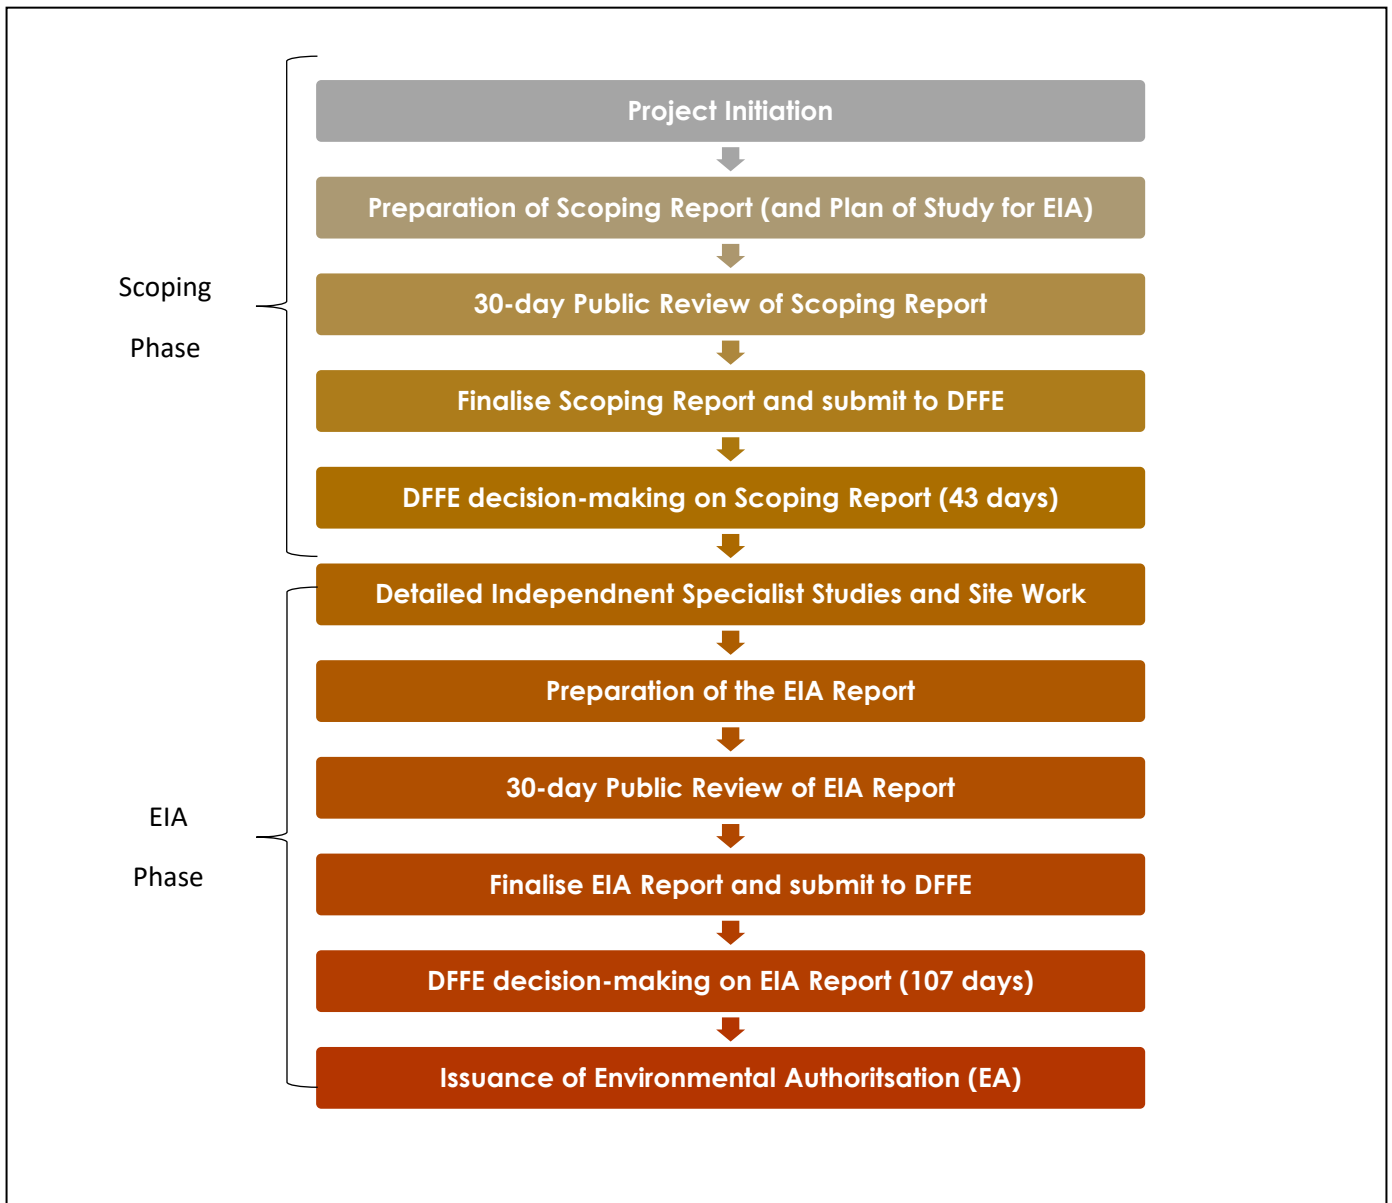 Project Initiation
Preparation of Scoping Report (and Plan of Study for EIA)
Scoping
Phase
30-day Public Review of Scoping Report
Finalise Scoping Report and submit to DFFE
DFFE decision-making on Scoping Report (43 days)
Detailed Independnent Specialist Studies and Site Work
Preparation of the EIA Report
EIA
Phase
30-day Public Review of EIA Report
Finalise EIA Report and submit to DFFE
DFFE decision-making on EIA Report (107 days)
Issuance of Environmental Authoritsation (EA)